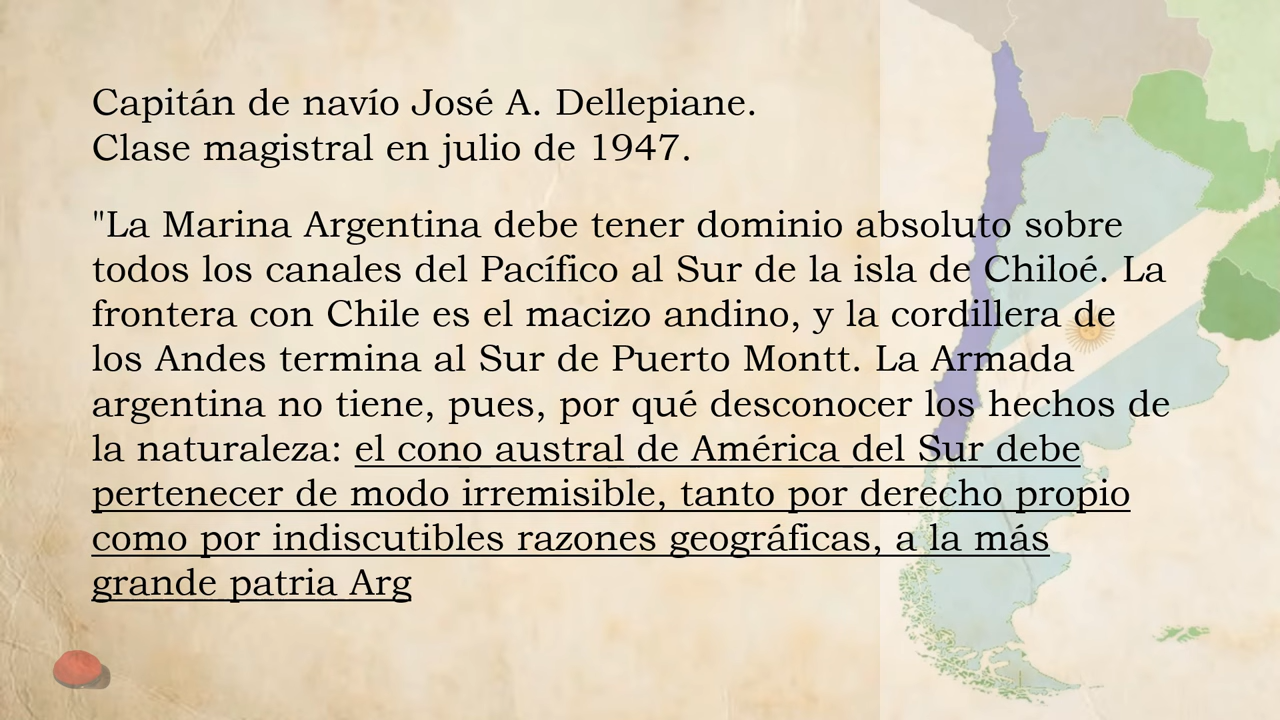 Capitán de navío José A. Dellepiane.
Clase magistral en julio de 1947.
"La Marina Argentina debe tener dominio absoluto sobre
todos los canales del Pacífico al Sur de la isla de Chiloé. La
frontera con Chile es el macizo andino, y la cordillera de
los Andes termina al Sur de Puerto Montt. La Armada
argentina no tiene, pues, por qué desconocer los hechos de
la naturaleza: el cono austral de América del Sur debe
pertenecer de modo irremisible, tanto por derecho propio
como por indiscutibles razones geográficas, a la más
grande patria Arg